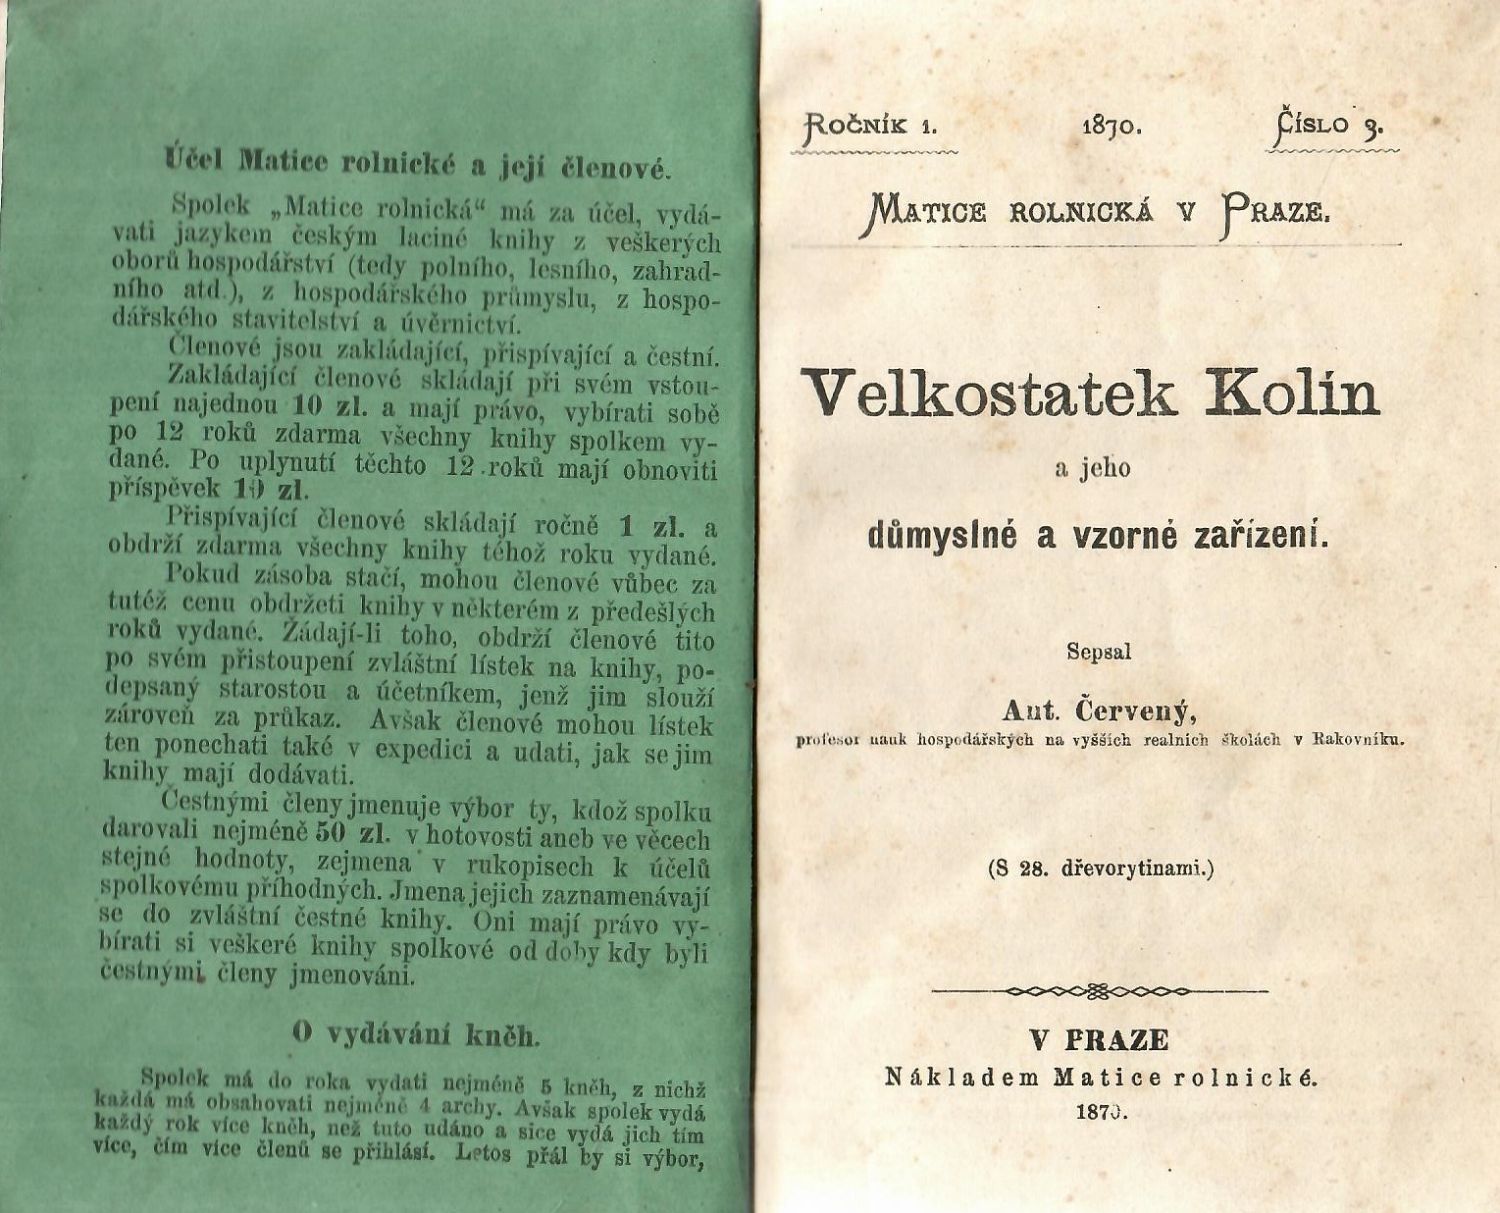 Účel Matice rolnické a její členové.
Spolek „Matice rolnická“ má za účel, vydá-
vati jazykem českým laciné knihy z veškerých
oborů hospodářství (tedy polního, lesního, zahrad-
ního atd.), z hospodářského průmyslu, z hospo-
dářského stavitelství a úvěrnictví.
Členové jsou zakládající, přispívající a čestní.
Zakládající členové skládají při svém vstou-
pení najednou 10 zl. a mají právo, vybírati sobě
po 12 roků zdarma všechny knihy spolkem vy-
dané. Po uplynutí těchto 12 roků mají obnoviti
příspěvek 10 zl.
Přispívající členové skládají ročně 1 zl. a
obdrží zdarma všechny knihy téhož roku vydané.
Pokud zásoba stačí, mohou členové vůbec za
tutéž cenu obdržeti knihy v některém z předešlých
roků vydané. Žádají-li toho, obdrží členové tito
po svém přistoupení zvláštní lístek na knihy, po-
depsaný starostou a účetníkem, jenž jim slouží
zároveň za průkaz. Avšak členové mohou lístek
ten ponechati také v expedici a udati, jak se jim
knihy mají dodávati.
Čestnými členy jmenuje výbor ty, kdož spolku
darovali nejméně 50 zl. v hotovosti aneb ve věcech
stejné hodnoty, zejmena v rukopisech k účelů
spolkovému příhodných. Jmena jejich zaznamenávají
se do zvláštní čestné knihy. Oni mají právo vy-
bírati si veškeré knihy spolkové od doby kdy byli
čestnými členy jmenováni.
O vydávání kněh.
Spolek má do roka vydati nejméně 5 kněh, z nichž
každá má obsahovati nejméně 4 archy. Avšak spolek vydá
každý rok více kněh, než tuto udáno a sice vydá jich tím
více, čím více členů se přihlásí. Letos přál by si výbor,
Ročník 1. 1870. Číslo 3.
Matice rolnická v Praze.
Velkostatek Kolín
a jeho
důmyslné a vzorné zařízení.
Sepsal
Ant. Červený,
profesor nauk hospodářských na vyšších realních školách v Rakovníku.
(S 28. dřevorytinami.)
V PRAZE
Nákladem Matice rolnické.
1870.